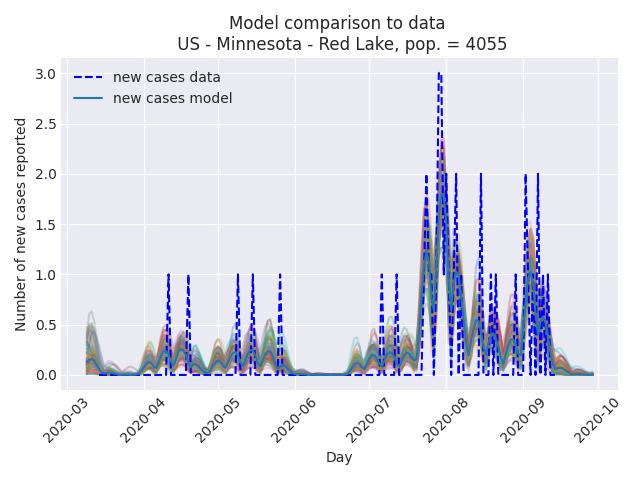 Model comparison to data
US - Minnesota - Red Lake, pop. = 4055
new cases data
new cases model
Number of new cases reported
3.0
2.5
2.0
1.5
1.0
0.5
0.0
2020-03
2020-04
2020-05
2020-06
2020-07
2020-08
2020-09
2020-10
Day